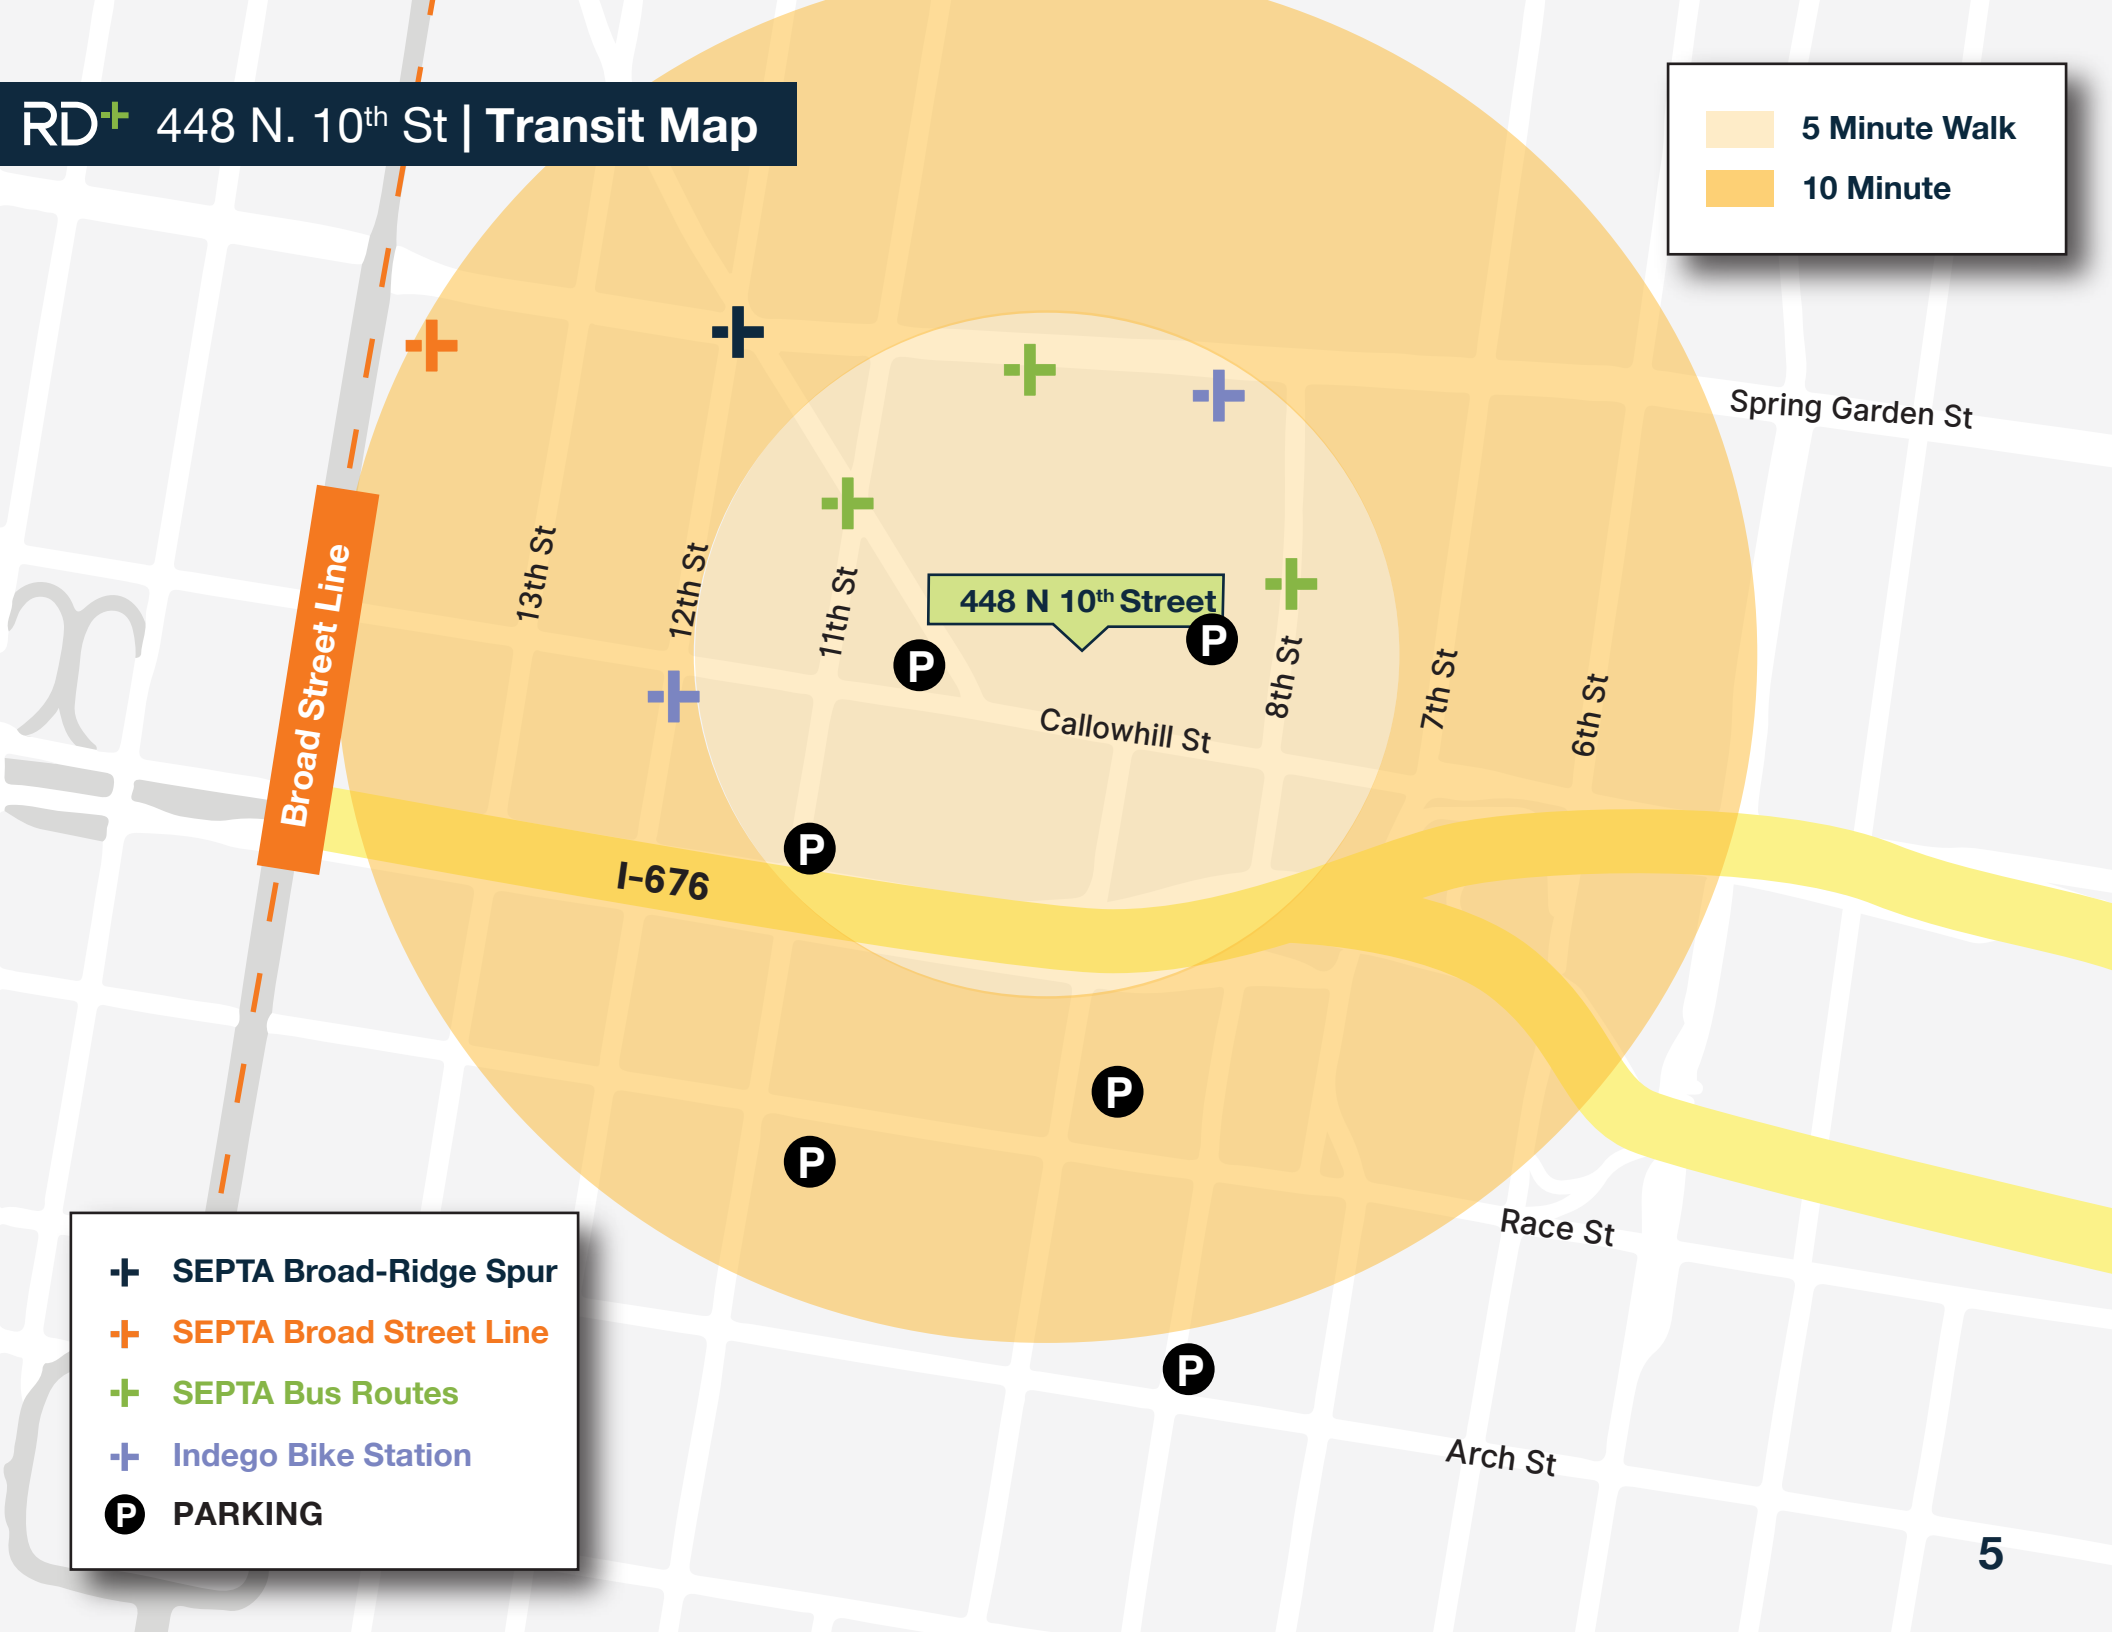 RD+ 448 N. 10th St | Transit Map
5 Minute Walk
10 Minute
Spring Garden St
13th St
12th St
11th St
448 N 10th Street
P
P
8th St
7th St
6th St
Broad Street Line
Callowhill St
P
I-676
P
P
Race St
P
Arch St
SEPTA Broad-Ridge Spur
SEPTA Broad Street Line
SEPTA Bus Routes
Indego Bike Station
P PARKING
5